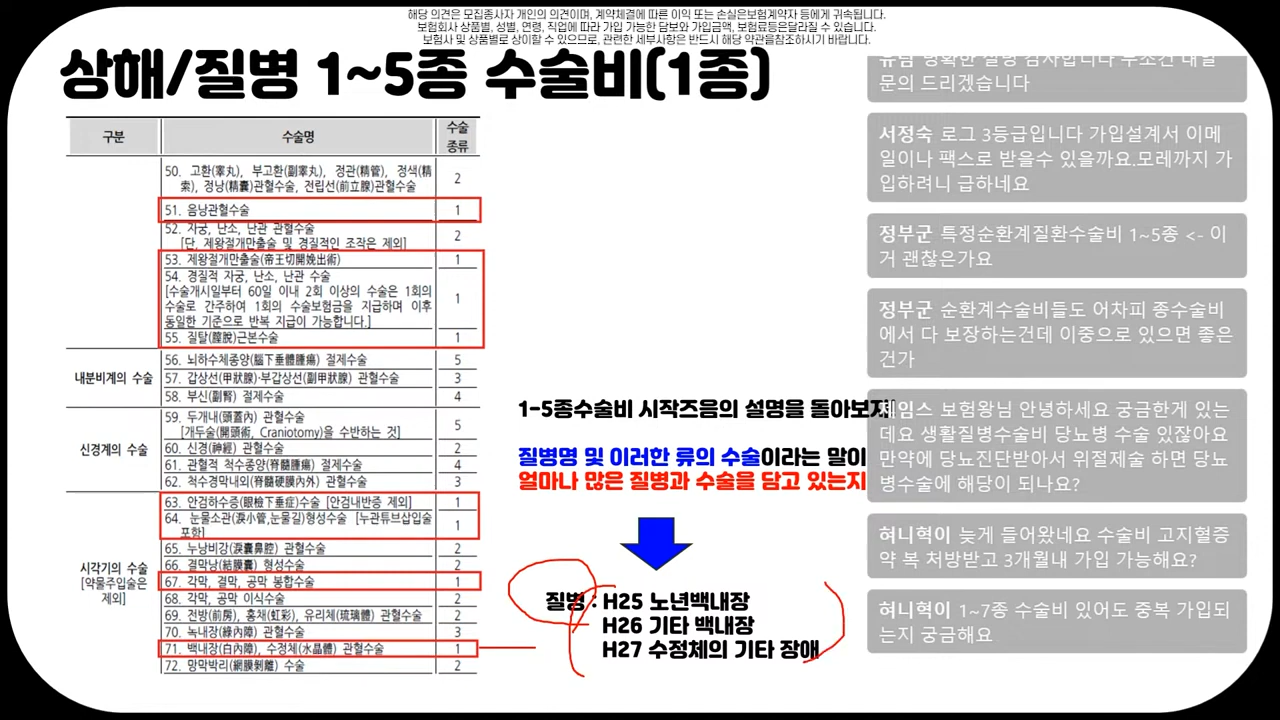 해당 의견은 모집종사자 개인의 의견이며, 계약체결에 따른 이익 또는 손실은보험계약자 등에게 귀속됩니다.
보험회사 상품별, 성별, 연령, 직업에 따라 가입 가능한 담보와 가입금액, 보험료등은달라질 수 있습니다.
보험사 및 상품별로 상이할 수 있으므로, 관련한 세부사항은 반드시 해당 약관을참조하시기 바랍니다.
상해/질병 1~5종 수술비(1종)
구분 수술명 수술
종류
50. 고환(睾丸), 부고환(副睾丸), 정관(精管), 정색(精
索), 정낭(精囊)관혈수술, 전립선(前立腺)관혈수술 2
51. 음낭관혈수술 1
52. 자궁, 난소, 난관 관혈수술
[단, 제왕절개만출술 및 경질적인 조작은 제외] 2
53. 제왕절개만출술(帝王切開娩出術) 1
54. 경질적 자궁, 난소, 난관 수술
[수술개시일부터 60일 이내 2회 이상의 수술은 1회의
수술로 간주하여 1회의 수술보험금을 지급하며 이후
동일한 기준으로 반복 지급이 가능합니다.] 1
55. 질탈(膣脫)근본수술 1
내분비계의 수술
56. 뇌하수체종양(腦下垂體腫瘍) 절제수술 5
57. 갑상선(甲狀腺)·부갑상선(副甲狀腺) 관혈수술 3
58. 부신(副腎) 절제수술 4
신경계의 수술
59. 두개내(頭蓋內) 관혈수술
[개두술(開頭術, Craniotomy)을 수반하는 것] 5
60. 신경(神經) 관혈수술 2
61. 관혈적 척수종양(脊髓腫瘍) 절제수술 4
62. 척수경막내외(脊髓硬膜內外) 관혈수술 3
시각기의 수술
[약물주입술은
제외]
63. 안검하수증(眼檢下垂症)수술 [안검내반증 제외] 1
64. 눈물소관(淚小管,눈물길)형성수술 [누관튜브삽입술
포함] 1
65. 누낭비강(淚囊鼻腔) 관혈수술 2
66. 결막낭(結膜囊) 형성수술 2
67. 각막, 결막, 공막 봉합수술 1
68. 각막, 공막 이식수술 2
69. 전방(前房), 홍채(虹彩), 유리체(琉璃體) 관혈수술 2
70. 녹내장(綠內障) 관혈수술 3
71. 백내장(白內障), 수정체(水晶體) 관혈수술 1
72. 망막박리(網膜剝離) 수술 2
1-5종수술비 시작즈음의 설명을 돌아보자
질병명 및 이러한 류의 수술이라는 말이
얼마나 많은 질병과 수술을 담고 있는지
질병 : H25 노년백내장
H26 기타 백내장
H27 수정체의 기타 장애
문의 드리겠습니다
서정숙 로그 3등급입니다 가입설계서 이메
일이나 팩스로 받을수 있을까요.모레까지 가
입하려니 급하네요
정부군 특정순환계질환수술비 1~5종 <- 이
거 괜찮은가요
정부군 순환계수술비들도 어차피 종수술비
에서 다 보장하는건데 이중으로 있으면 좋은
건가
제임스 보험왕님 안녕하세요 궁금한게 있는
데요 생활질병수술비 당뇨병 수술 있잖아요
만약에 당뇨진단받아서 위절제술 하면 당뇨
병수술에 해당이 되나요?
허니혁이 늦게 들어왔네요 수술비 고지혈증
약 복 처방받고 3개월내 가입 가능해요?
허니혁이 1~7종 수술비 있어도 중복 가입되
는지 궁금해요